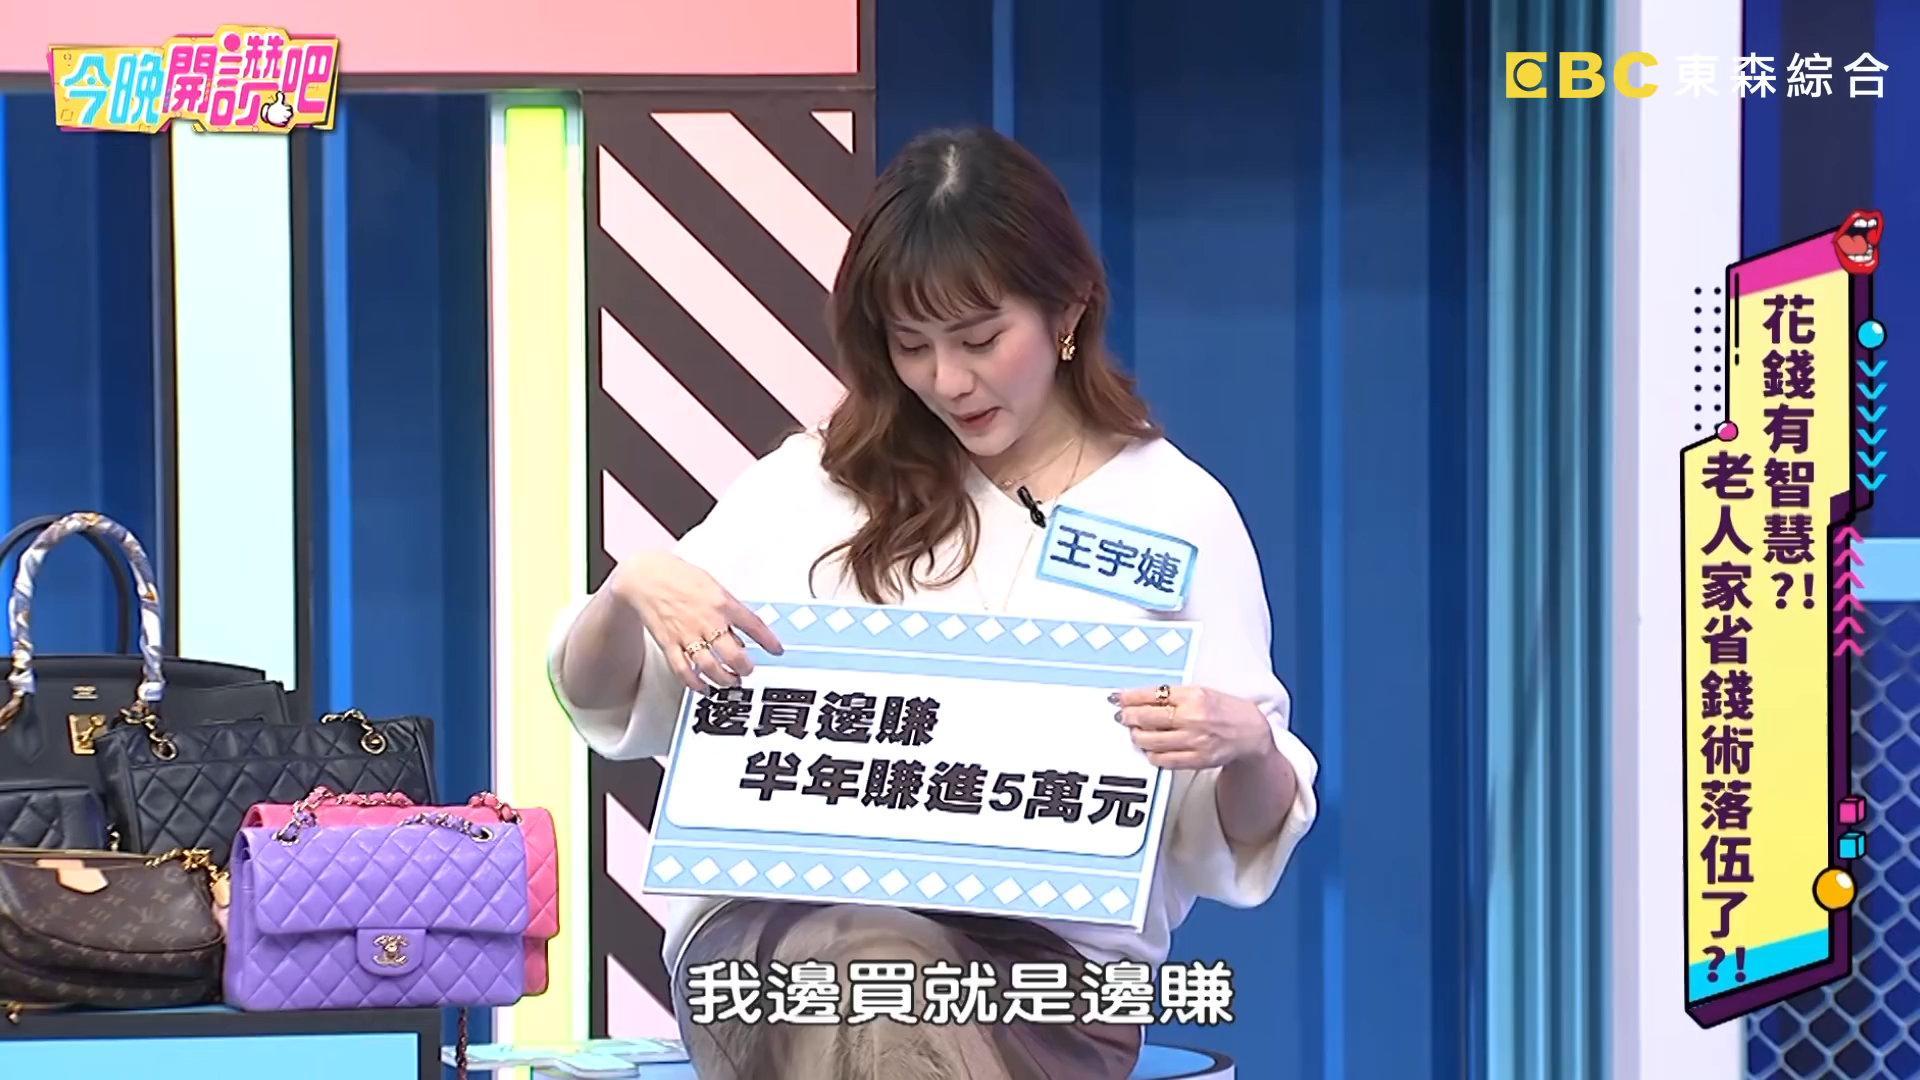 今晚開讚吧
EBC 東森綜合
花錢有智慧?!
老人家省錢術落伍了?!
王宇婕
邊買邊賺
半年賺進5萬元
我邊買就是邊賺